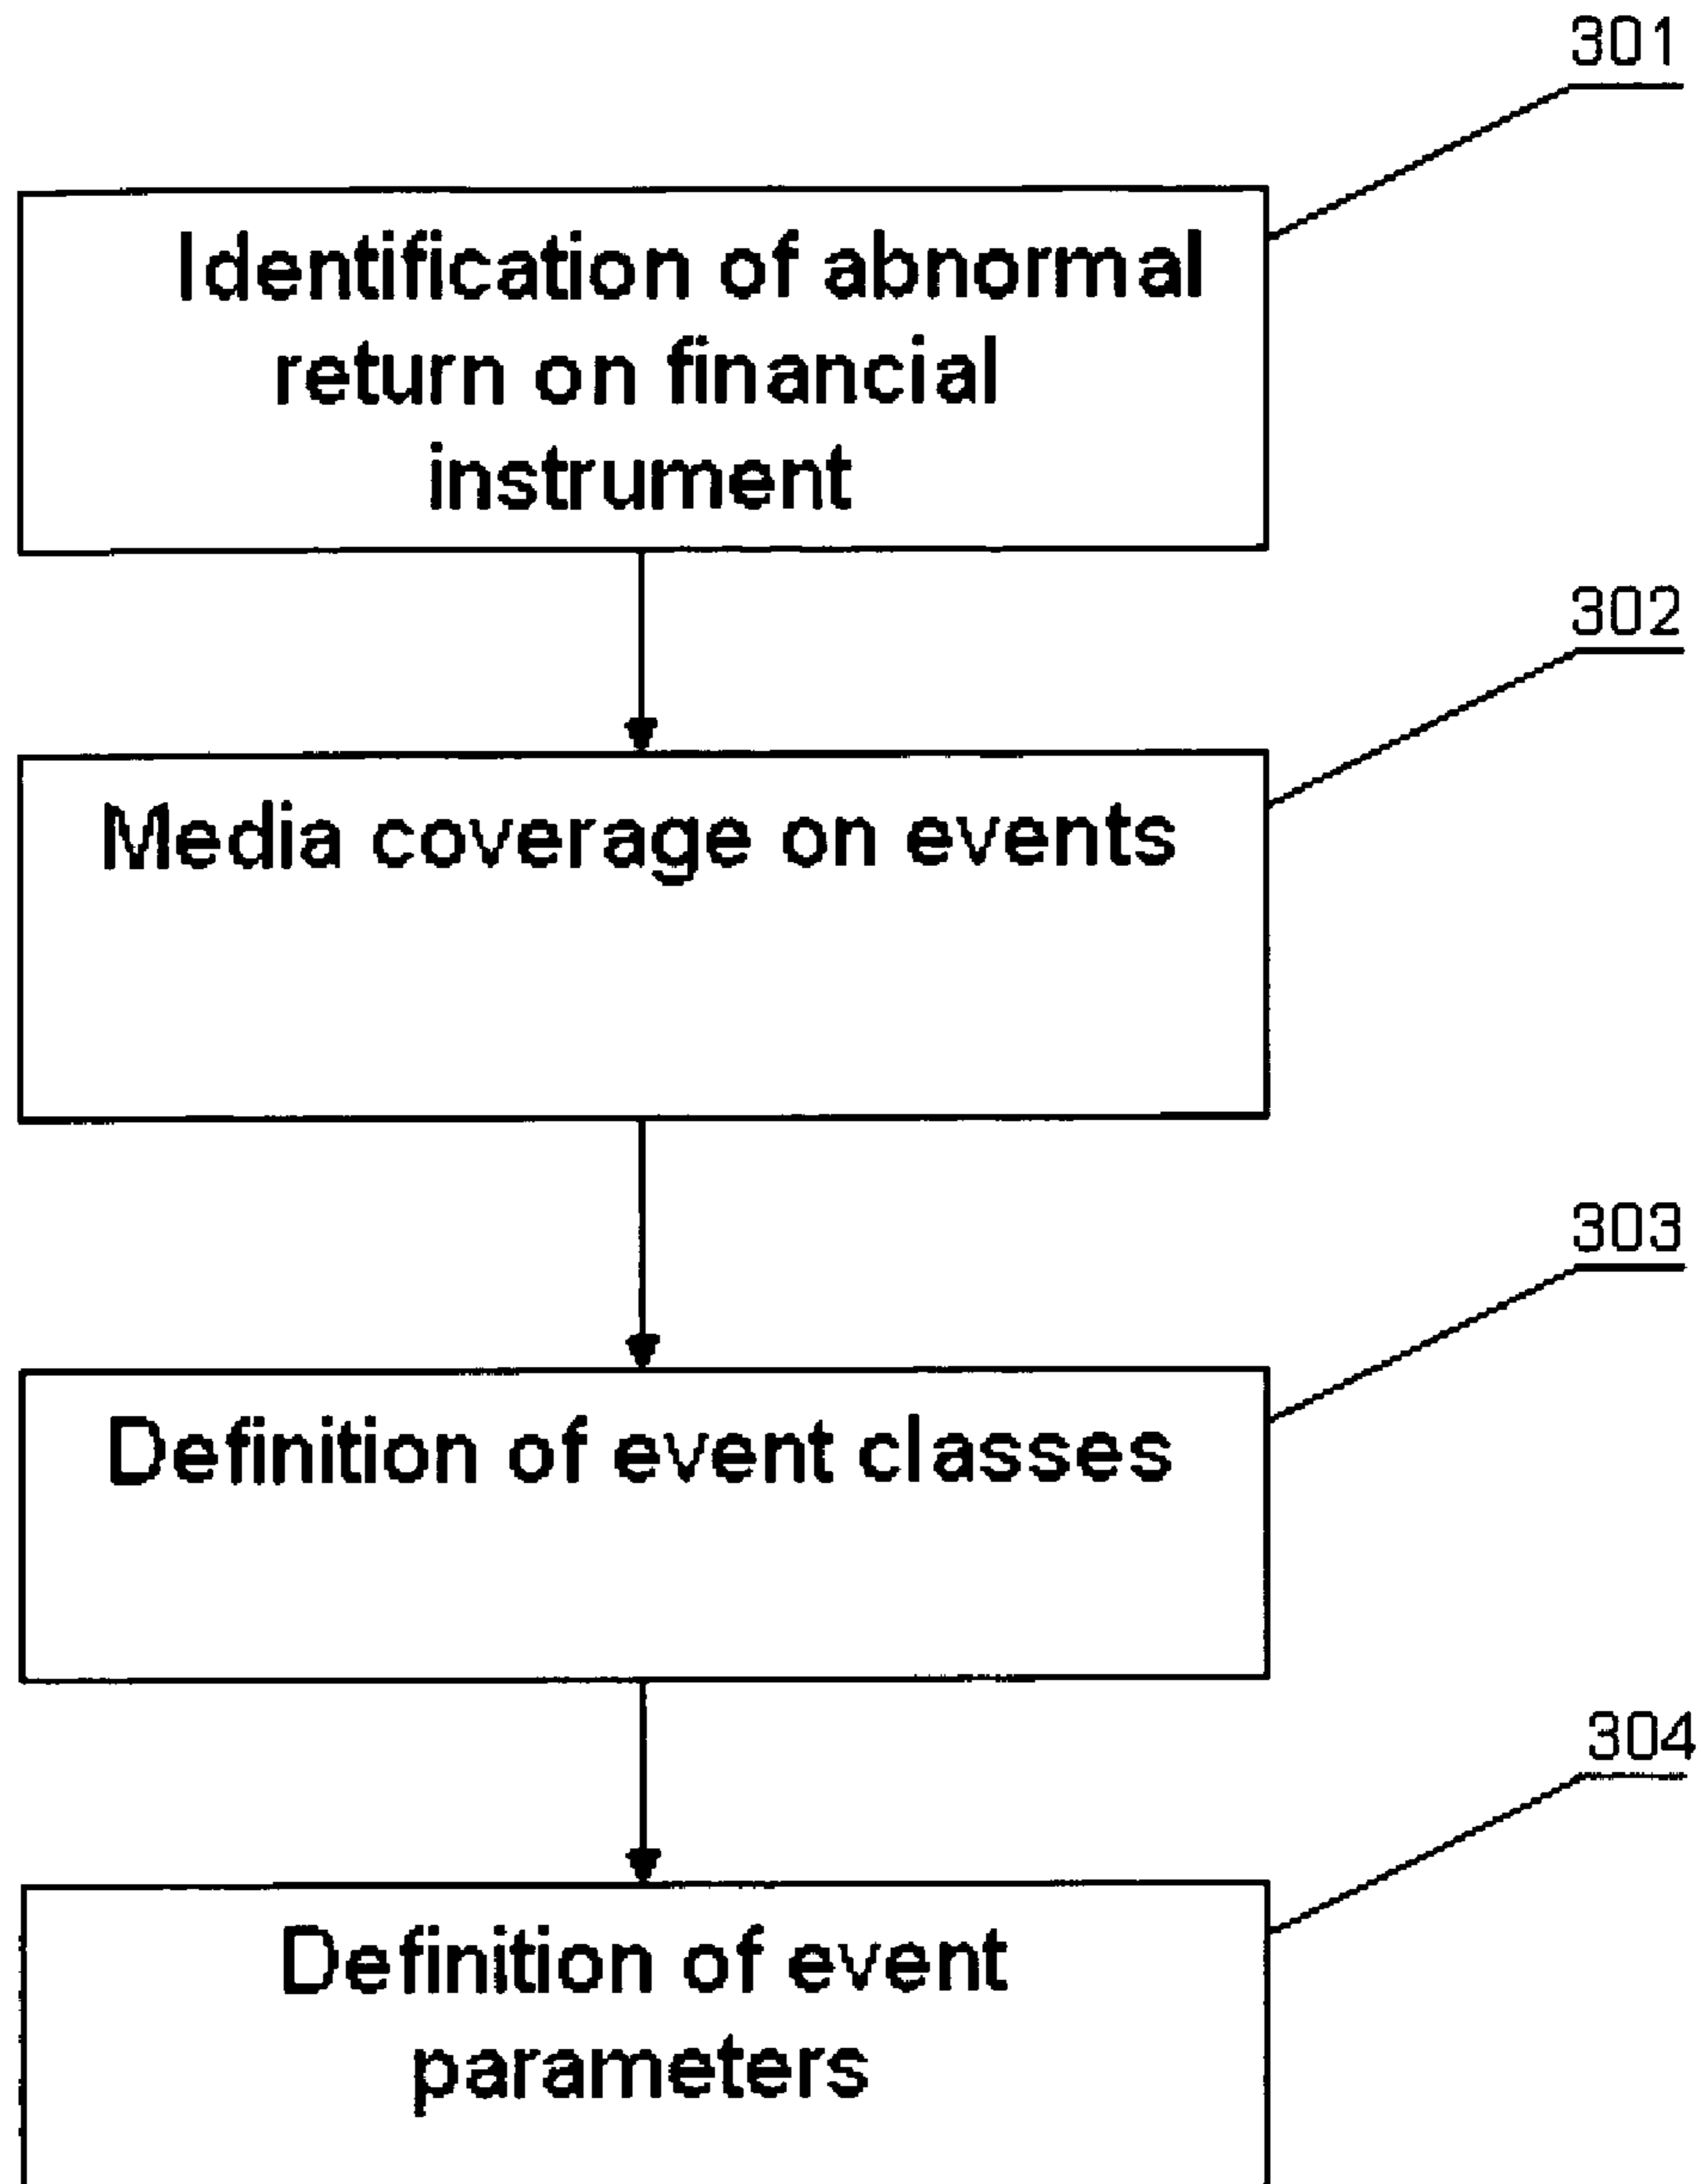 301
Identification of abnormal
return on financial
instrument
302
Media coverage on events
303
Definition of event classes
304
Definition of event
parameters